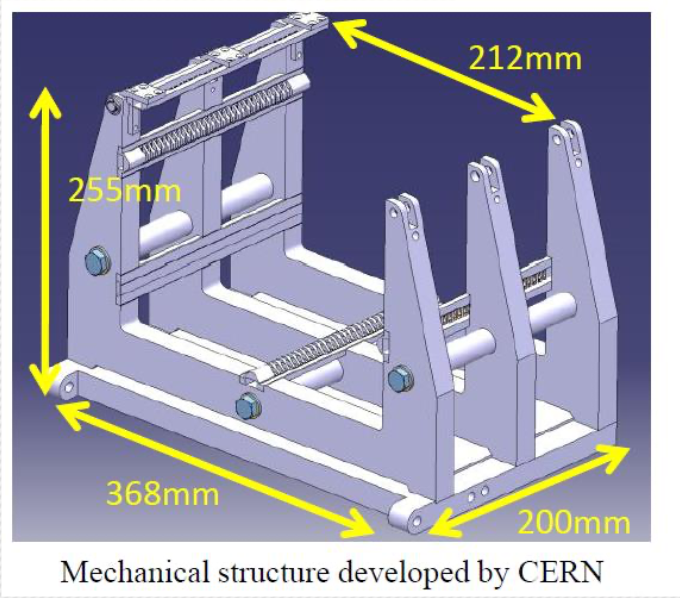 212mm
255mm
368mm
200mm
Mechanical structure developed by CERN